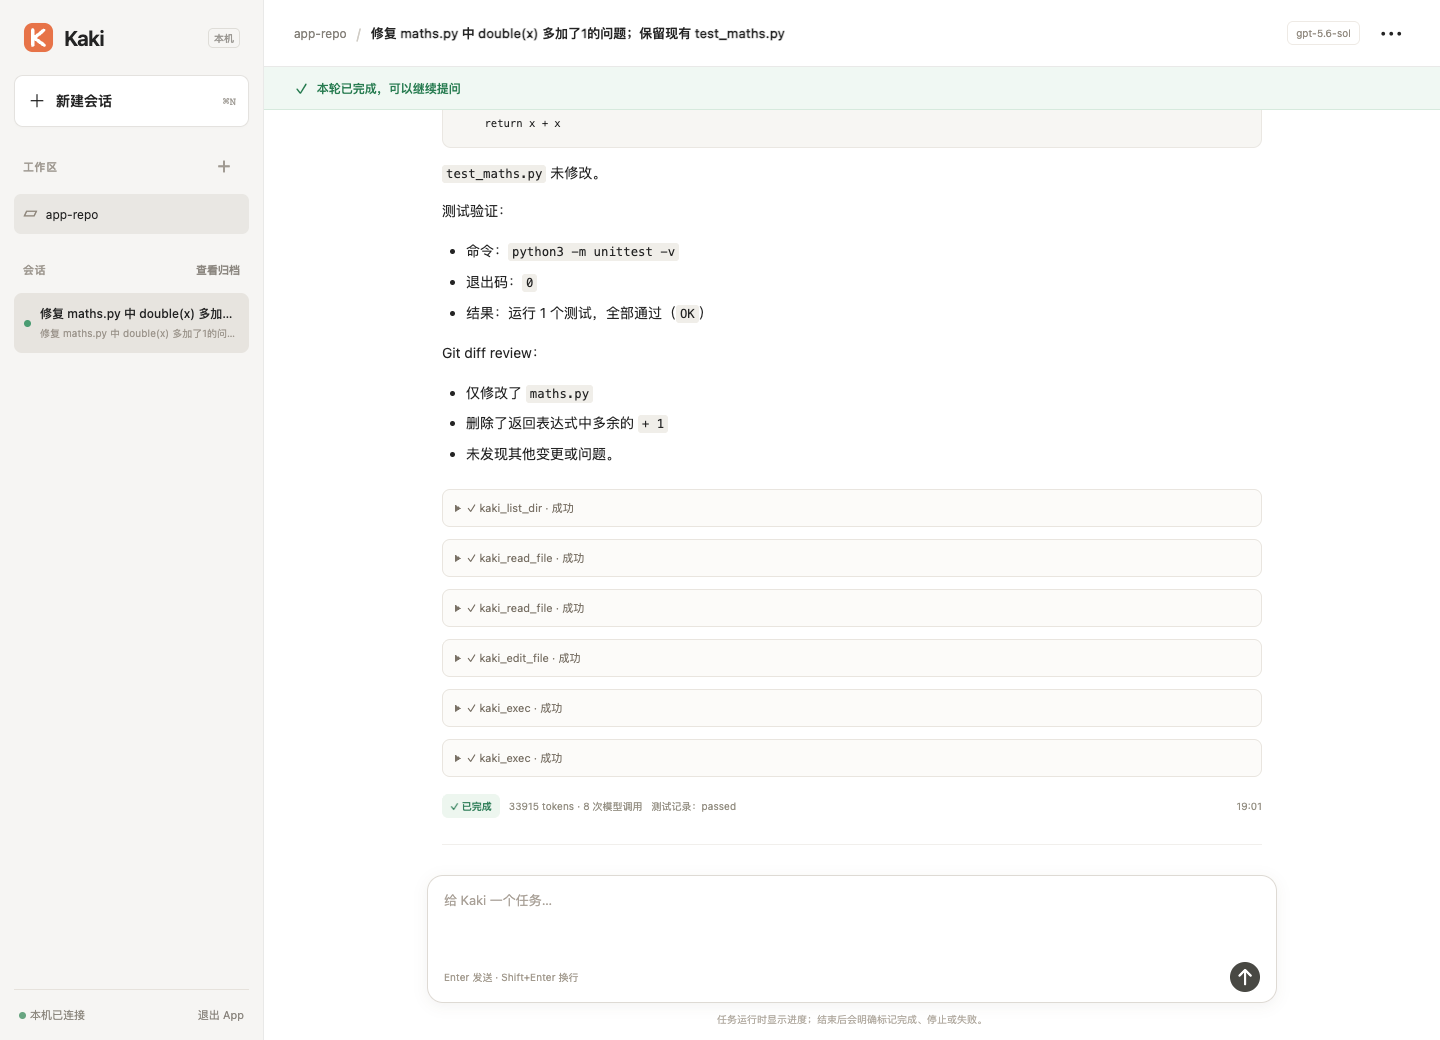 Kaki
本机
新建会话
⌘N
工作区
app-repo
会话
查看归档
修复 maths.py 中 double(x) 多加...
修复 maths.py 中 double(x) 多加了1的问...
本机已连接
退出 App
app-repo / 修复 maths.py 中 double(x) 多加了1的问题；保留现有 test_maths.py
gpt-5.6-sol
✓ 本轮已完成，可以继续提问
return x + x
test_maths.py 未修改。
测试验证：
• 命令：python3 -m unittest -v
• 退出码：0
• 结果：运行 1 个测试，全部通过（OK）
Git diff review：
• 仅修改了 maths.py
• 删除了返回表达式中多余的 + 1
• 未发现其他变更或问题。
▶ ✓ kaki_list_dir · 成功
▶ ✓ kaki_read_file · 成功
▶ ✓ kaki_read_file · 成功
▶ ✓ kaki_edit_file · 成功
▶ ✓ kaki_exec · 成功
▶ ✓ kaki_exec · 成功
✓ 已完成 33915 tokens · 8 次模型调用 测试记录：passed 19:01
给 Kaki 一个任务...
Enter 发送 · Shift+Enter 换行
任务运行时显示进度；结束后会明确标记完成、停止或失败。